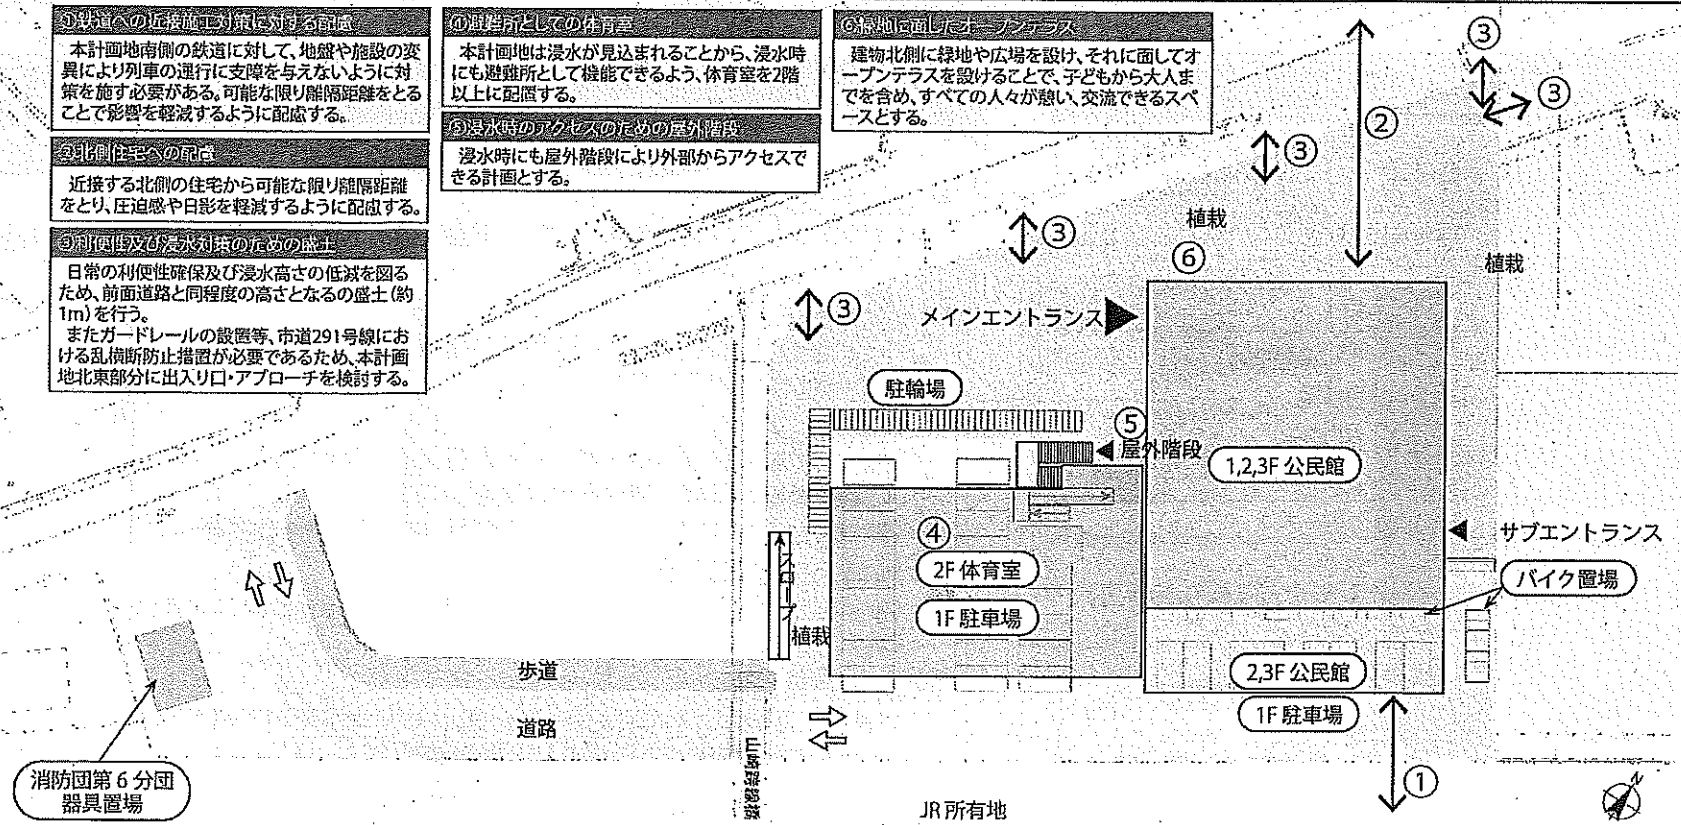 ①鉄道への近接施工対策に対する配慮
本計画地南側の鉄道に対して、地盤や施設の変
異により列車の運行に支障を与えないように対
策を施す必要がある。可能な限り離隔距離をとる
ことで影響を軽減するように配慮する。
②北側住宅への配慮
近接する北側の住宅から可能な限り離隔距離
をとり、圧迫感や日影を軽減するように配慮する。
③利便性及び浸水対策のための盛土
日常の利便性確保及び浸水高さの低減を図る
ため、前面道路と同程度の高さとなるの盛土(約
1m)を行う。
またガードレールの設置等、市道291号線にお
ける乱横断防止措置が必要であるため、本計画
地北東部分に出入り口・アプローチを検討する。
④避難所としての体育室
本計画地は浸水が見込まれることから、浸水時
にも避難所として機能できるよう、体育室を2階
以上に配置する。
⑤浸水時のアクセスのための屋外階段
浸水時にも屋外階段により外部からアクセスで
きる計画とする。
⑥緑地に面したオープンテラス
建物北側に緑地や広場を設け、それに面してオ
ープンテラスを設けることで、子どもから大人ま
でを含め、すべての人々が憩い、交流できるスペ
ースとする。
③
③
②
③
③
植栽
⑥
植栽
③
メインエントランス
駐輪場
⑤
屋外階段
1,2,3F 公民館
④
サブエントランス
2F 体育室
バイク置場
スロープ
1F 駐車場
植栽
歩道
2,3F 公民館
道路
1F 駐車場
山崎跨線橋
①
消防団第6分団
器具置場
JR 所有地
N